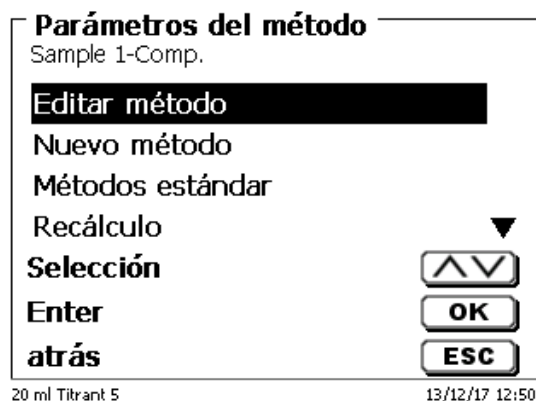 Parámetros del método
Sample 1-Comp.
Editar método
Nuevo método
Métodos estándar
Recálculo
Selección
Enter OK
atrás ESC
20 ml Titrant 5 13/12/17 12:50